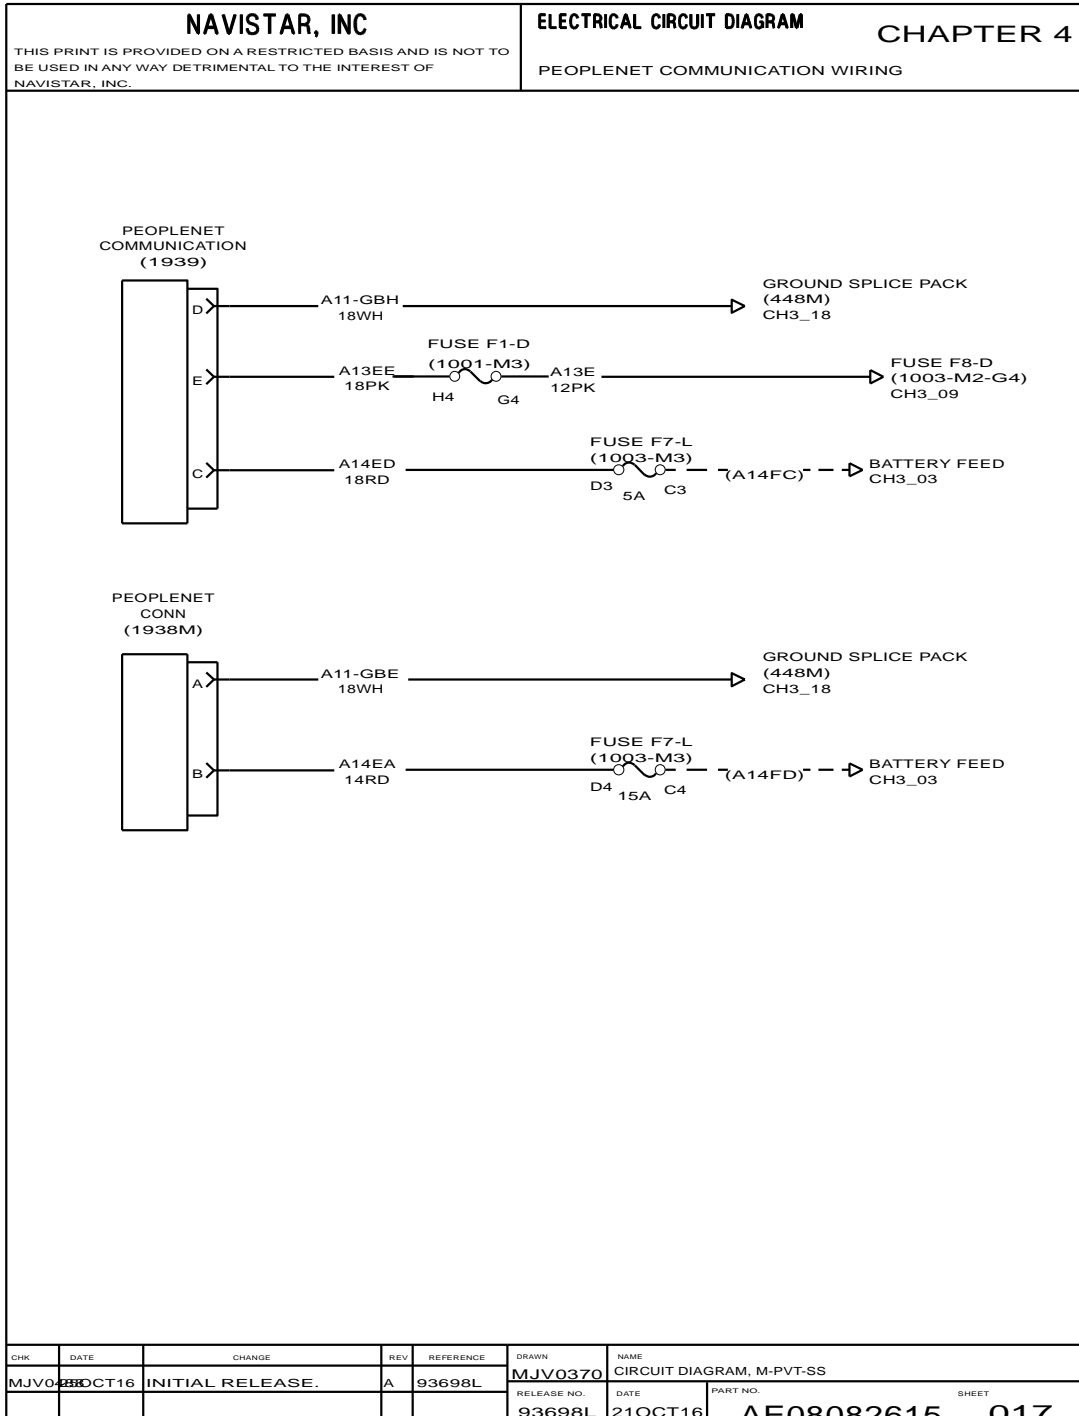 NAVISTAR, INC
THIS PRINT IS PROVIDED ON A RESTRICTED BASIS AND IS NOT TO
BE USED IN ANY WAY DETRIMENTAL TO THE INTEREST OF
NAVISTAR, INC.
ELECTRICAL CIRCUIT DIAGRAM
CHAPTER 4
PEOPLENET COMMUNICATION WIRING
PEOPLENET
COMMUNICATION
(1939)
D
A11-GBH
18WH
GROUND SPLICE PACK
(448M)
CH3_18
E
A13EE
18PK
FUSE F1-D
(1001-M3)
H4
G4
A13E
12PK
FUSE F8-D
(1003-M2-G4)
CH3_09
C
A14ED
18RD
FUSE F7-L
(1003-M3)
D3
5A
C3
(A14FC)
BATTERY FEED
CH3_03
PEOPLENET
CONN
(1938M)
A
A11-GBE
18WH
GROUND SPLICE PACK
(448M)
CH3_18
B
A14EA
14RD
FUSE F7-L
(1003-M3)
D4
15A
C4
(A14FD)
BATTERY FEED
CH3_03
CHK DATE CHANGE REV REFERENCE
INITIAL RELEASE. A 93698L
DRAWN
MJV0370
NAME
CIRCUIT DIAGRAM, M-PVT-SS
RELEASE NO.
93698L
DATE
21OCT16
PART NO.
AE08082615
SHEET
017